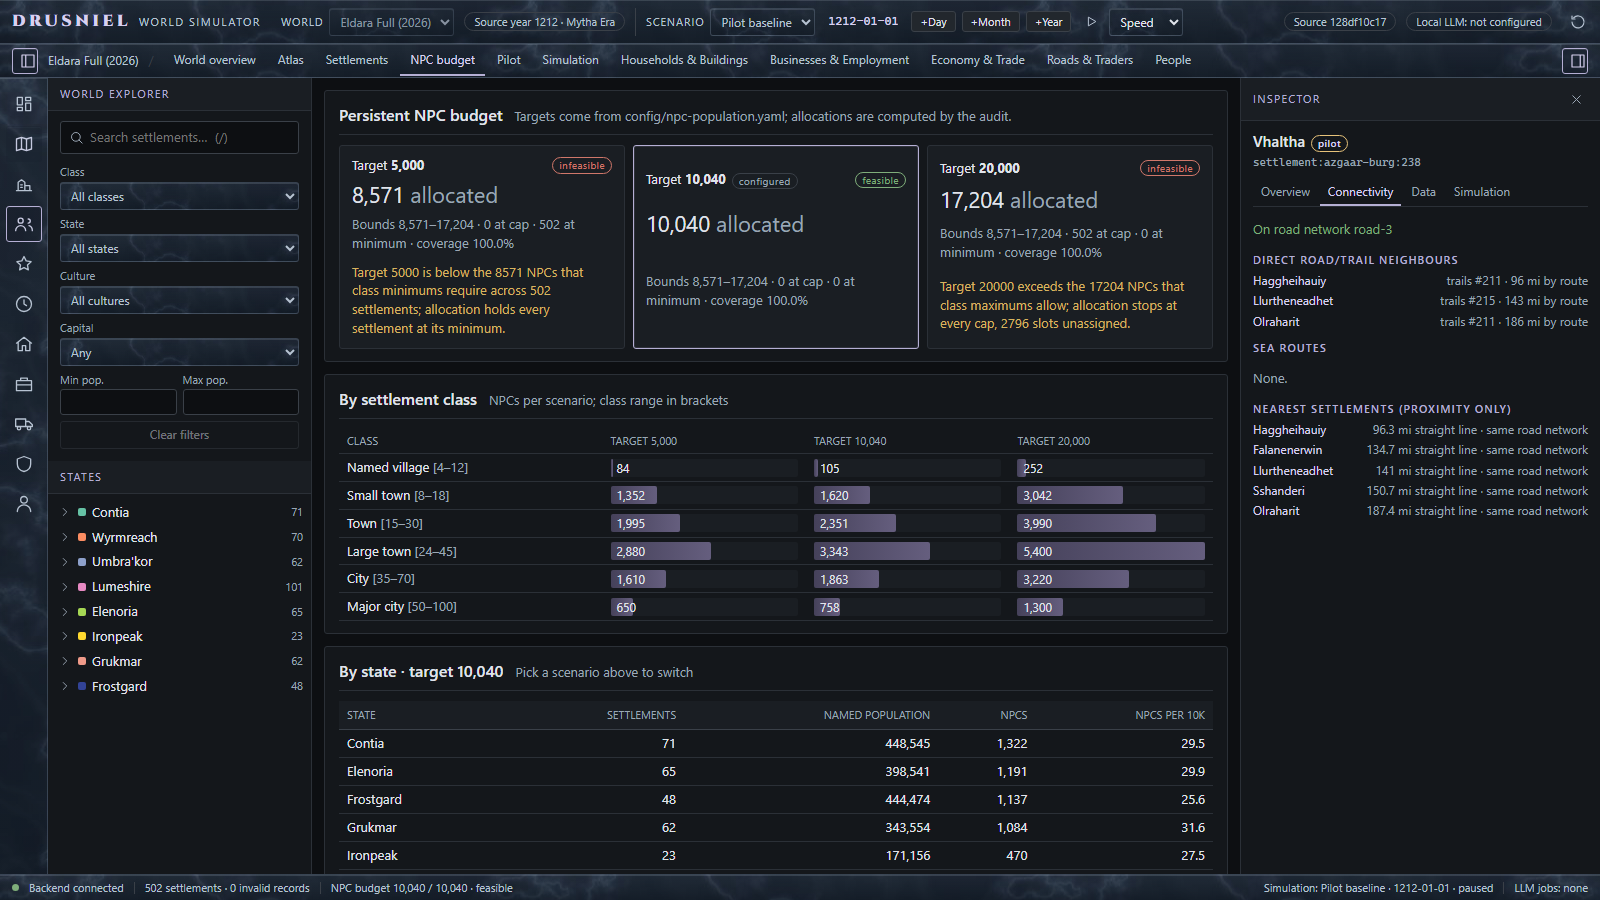 DRUSNIEL WORLD SIMULATOR WORLD Eldara Full (2026) Source year 1212 · Mytha Era SCENARIO Pilot baseline 1212-01-01 +Day +Month +Year Speed Source 128df10c17 Local LLM: not configured
Eldara Full (2026) / World overview Atlas Settlements NPC budget Pilot Simulation Households & Buildings Businesses & Employment Economy & Trade Roads & Traders People
WORLD EXPLORER
Search settlements... (/)
Class
All classes
State
All states
Culture
All cultures
Capital
Any
Min pop. Max pop.
Clear filters
STATES
Contia 71
Wyrmreach 70
Umbra'kor 62
Lumeshire 101
Elenoria 65
Ironpeak 23
Grukmar 62
Frostgard 48
Persistent NPC budget Targets come from config/npc-population.yaml; allocations are computed by the audit.
Target 5,000 infeasible
8,571 allocated
Bounds 8,571–17,204 · 0 at cap · 502 at
minimum · coverage 100.0%
Target 5000 is below the 8571 NPCs that
class minimums require across 502
settlements; allocation holds every
settlement at its minimum.
Target 10,040 configured feasible
10,040 allocated
Bounds 8,571–17,204 · 0 at cap · 0 at
minimum · coverage 100.0%
Target 20,000 infeasible
17,204 allocated
Bounds 8,571–17,204 · 502 at cap · 0 at
minimum · coverage 100.0%
Target 20000 exceeds the 17204 NPCs that
class maximums allow; allocation stops at
every cap, 2796 slots unassigned.
By settlement class NPCs per scenario; class range in brackets
CLASS TARGET 5,000 TARGET 10,040 TARGET 20,000
Named village [4–12] 84 105 252
Small town [8–18] 1,352 1,620 3,042
Town [15–30] 1,995 2,351 3,990
Large town [24–45] 2,880 3,343 5,400
City [35–70] 1,610 1,863 3,220
Major city [50–100] 650 758 1,300
By state · target 10,040 Pick a scenario above to switch
STATE SETTLEMENTS NAMED POPULATION NPCS NPCS PER 10K
Contia 71 448,545 1,322 29.5
Elenoria 65 398,541 1,191 29.9
Frostgard 48 444,474 1,137 25.6
Grukmar 62 343,554 1,084 31.6
Ironpeak 23 171,156 470 27.5
INSPECTOR
Vhaltha pilot
settlement:azgaar-burg:238
Overview Connectivity Data Simulation
On road network road-3
DIRECT ROAD/TRAIL NEIGHBOURS
Haggheihauiy trails #211 · 96 mi by route
Llurtheneadhet trails #215 · 143 mi by route
Olraharit trails #211 · 186 mi by route
SEA ROUTES
None.
NEAREST SETTLEMENTS (PROXIMITY ONLY)
Haggheihauiy 96.3 mi straight line · same road network
Falanenerwin 134.7 mi straight line · same road network
Llurtheneadhet 141 mi straight line · same road network
Sshanderi 150.7 mi straight line · same road network
Olraharit 187.4 mi straight line · same road network
Backend connected 502 settlements · 0 invalid records NPC budget 10,040 / 10,040 · feasible Simulation: Pilot baseline · 1212-01-01 · paused LLM jobs: none